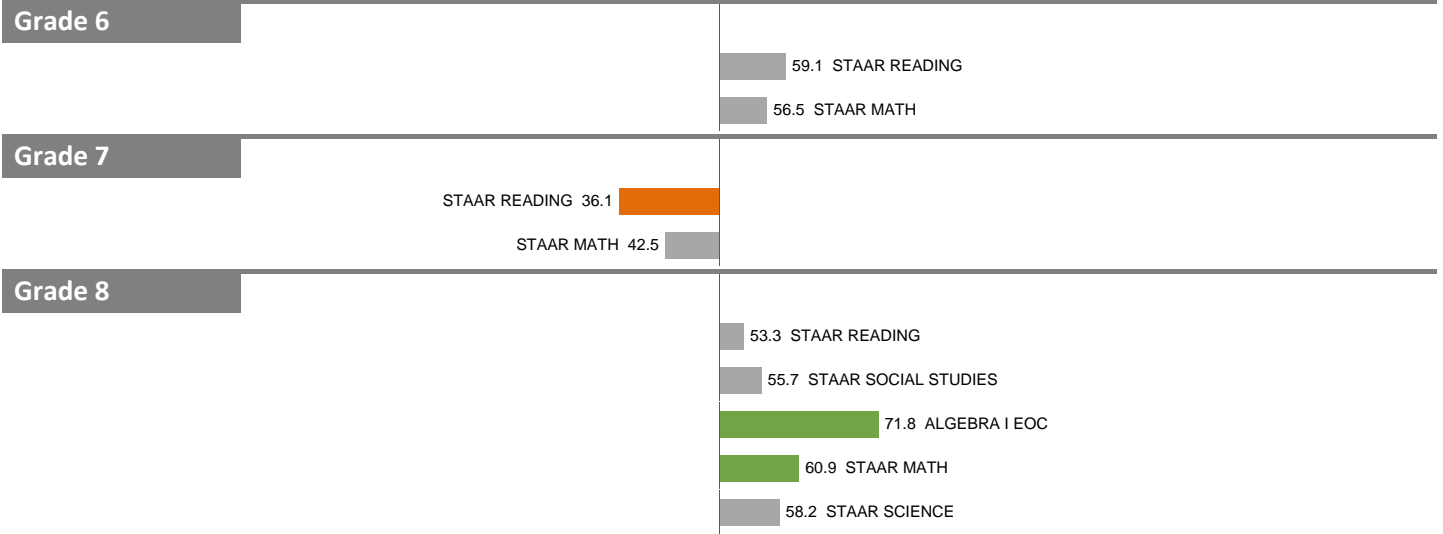 Grade 6
59.1 STAAR READING
56.5 STAAR MATH
Grade 7
STAAR READING 36.1
STAAR MATH 42.5
Grade 8
53.3 STAAR READING
55.7 STAAR SOCIAL STUDIES
71.8 ALGEBRA I EOC
60.9 STAAR MATH
58.2 STAAR SCIENCE